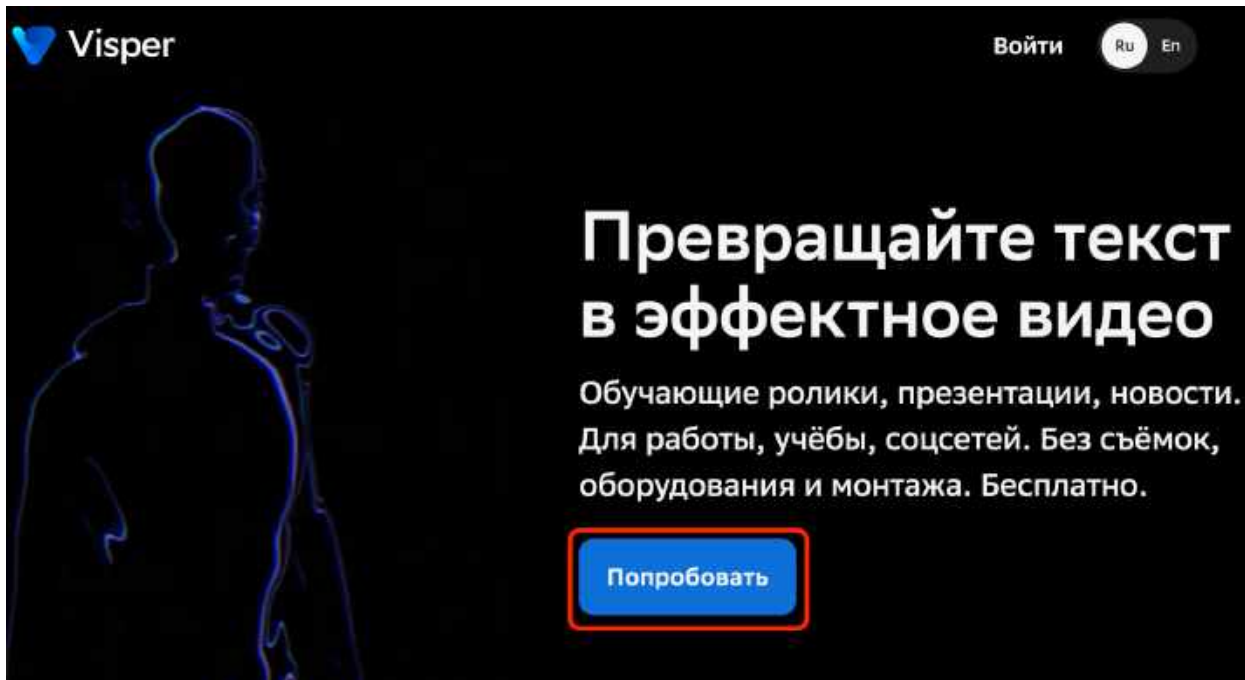 Visper
Войти
Ru En
Превращайте текст
в эффектное видео
Обучающие ролики, презентации, новости.
Для работы, учёбы, соцсетей. Без съёмок,
оборудования и монтажа. Бесплатно.
Попробовать